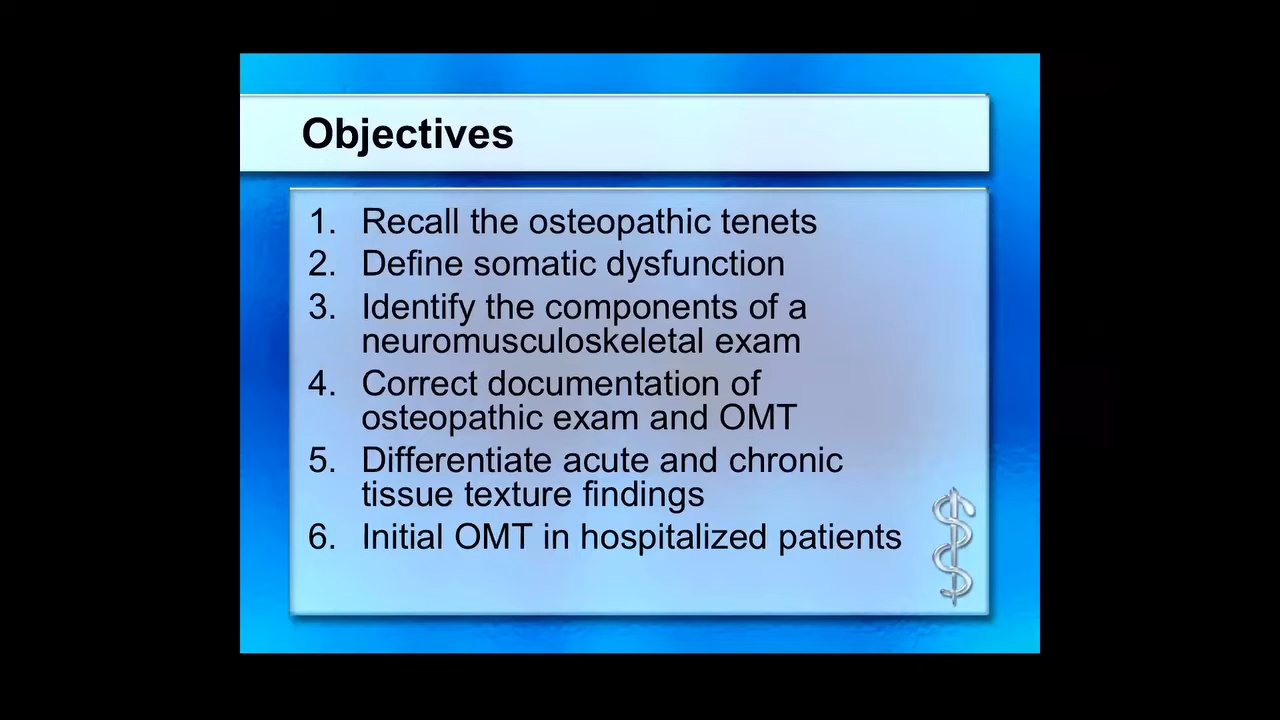 Objectives
1. Recall the osteopathic tenets
2. Define somatic dysfunction
3. Identify the components of a
neuromusculoskeletal exam
4. Correct documentation of
osteopathic exam and OMT
5. Differentiate acute and chronic
tissue texture findings
6. Initial OMT in hospitalized patients